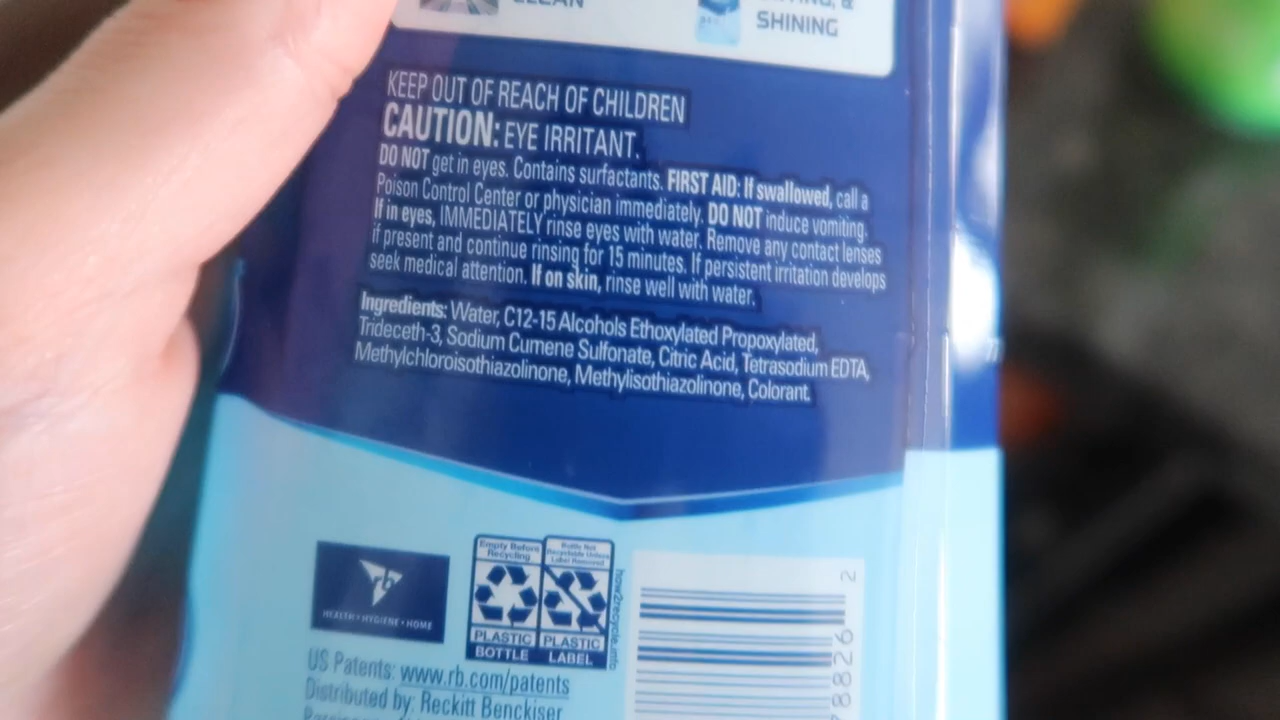 CLEAN
SHINING
KEEP OUT OF REACH OF CHILDREN
CAUTION: EYE IRRITANT.
DO NOT get in eyes. Contains surfactants. FIRST AID: If swallowed, call a
Poison Control Center or physician immediately. DO NOT induce vomiting.
If in eyes, IMMEDIATELY rinse eyes with water. Remove any contact lenses
if present and continue rinsing for 15 minutes. If persistent irritation develops
seek medical attention. If on skin, rinse well with water.
Ingredients: Water, C12-15 Alcohols Ethoxylated Propoxylated,
Trideceth-3, Sodium Cumene Sulfonate, Citric Acid, Tetrasodium EDTA,
Methylchloroisothiazolinone, Methylisothiazolinone, Colorant.
rb
HEALTH • HYGIENE • HOME
Empty Before
Recycling
PLASTIC
BOTTLE
Bottle Not
Recyclable Unless
Label Removed
PLASTIC
LABEL
how2recycle.info
US Patents: www.rb.com/patents
Distributed by: Reckitt Benckiser
78826 2